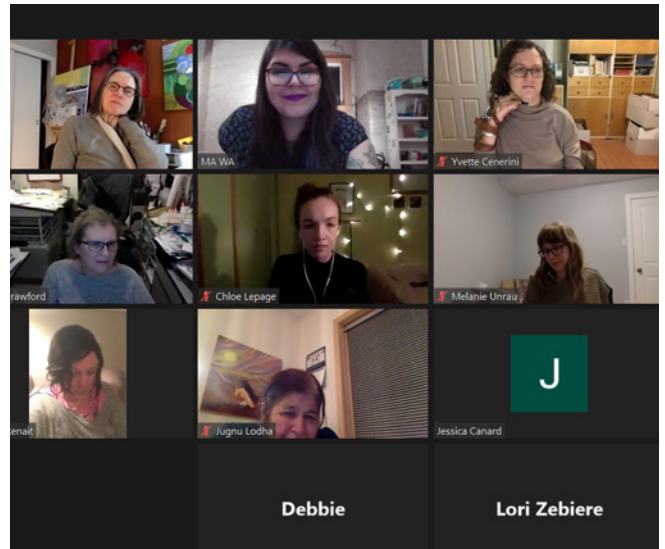 MA WA
Yvette Cenerini
rawford
Chloe Lepage
Melanie Unrau
enait
Jugnu Lodha
J
Jessica Canard
Debbie
Lori Zebiere